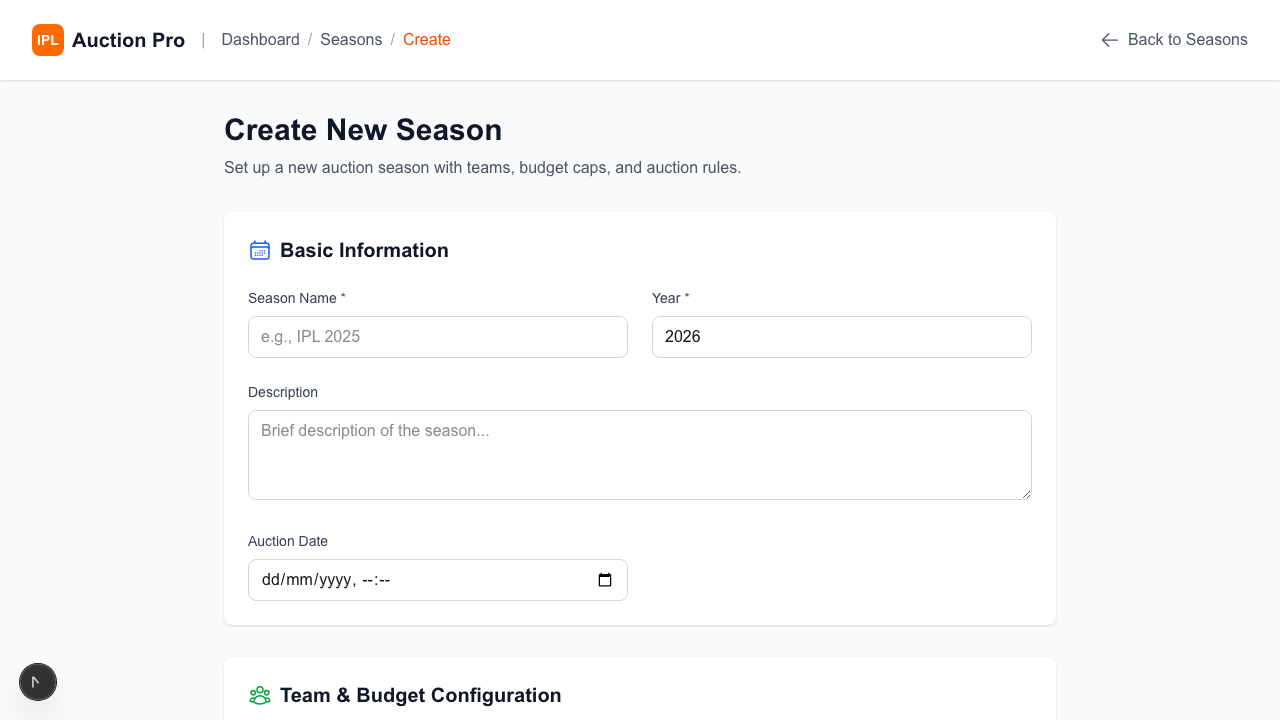 IPL Auction Pro | Dashboard / Seasons / Create Back to Seasons
Create New Season
Set up a new auction season with teams, budget caps, and auction rules.
Basic Information
Season Name * Year *
e.g., IPL 2025 2026
Description
Brief description of the season...
Auction Date
dd/mm/yyyy, --:--
Team & Budget Configuration